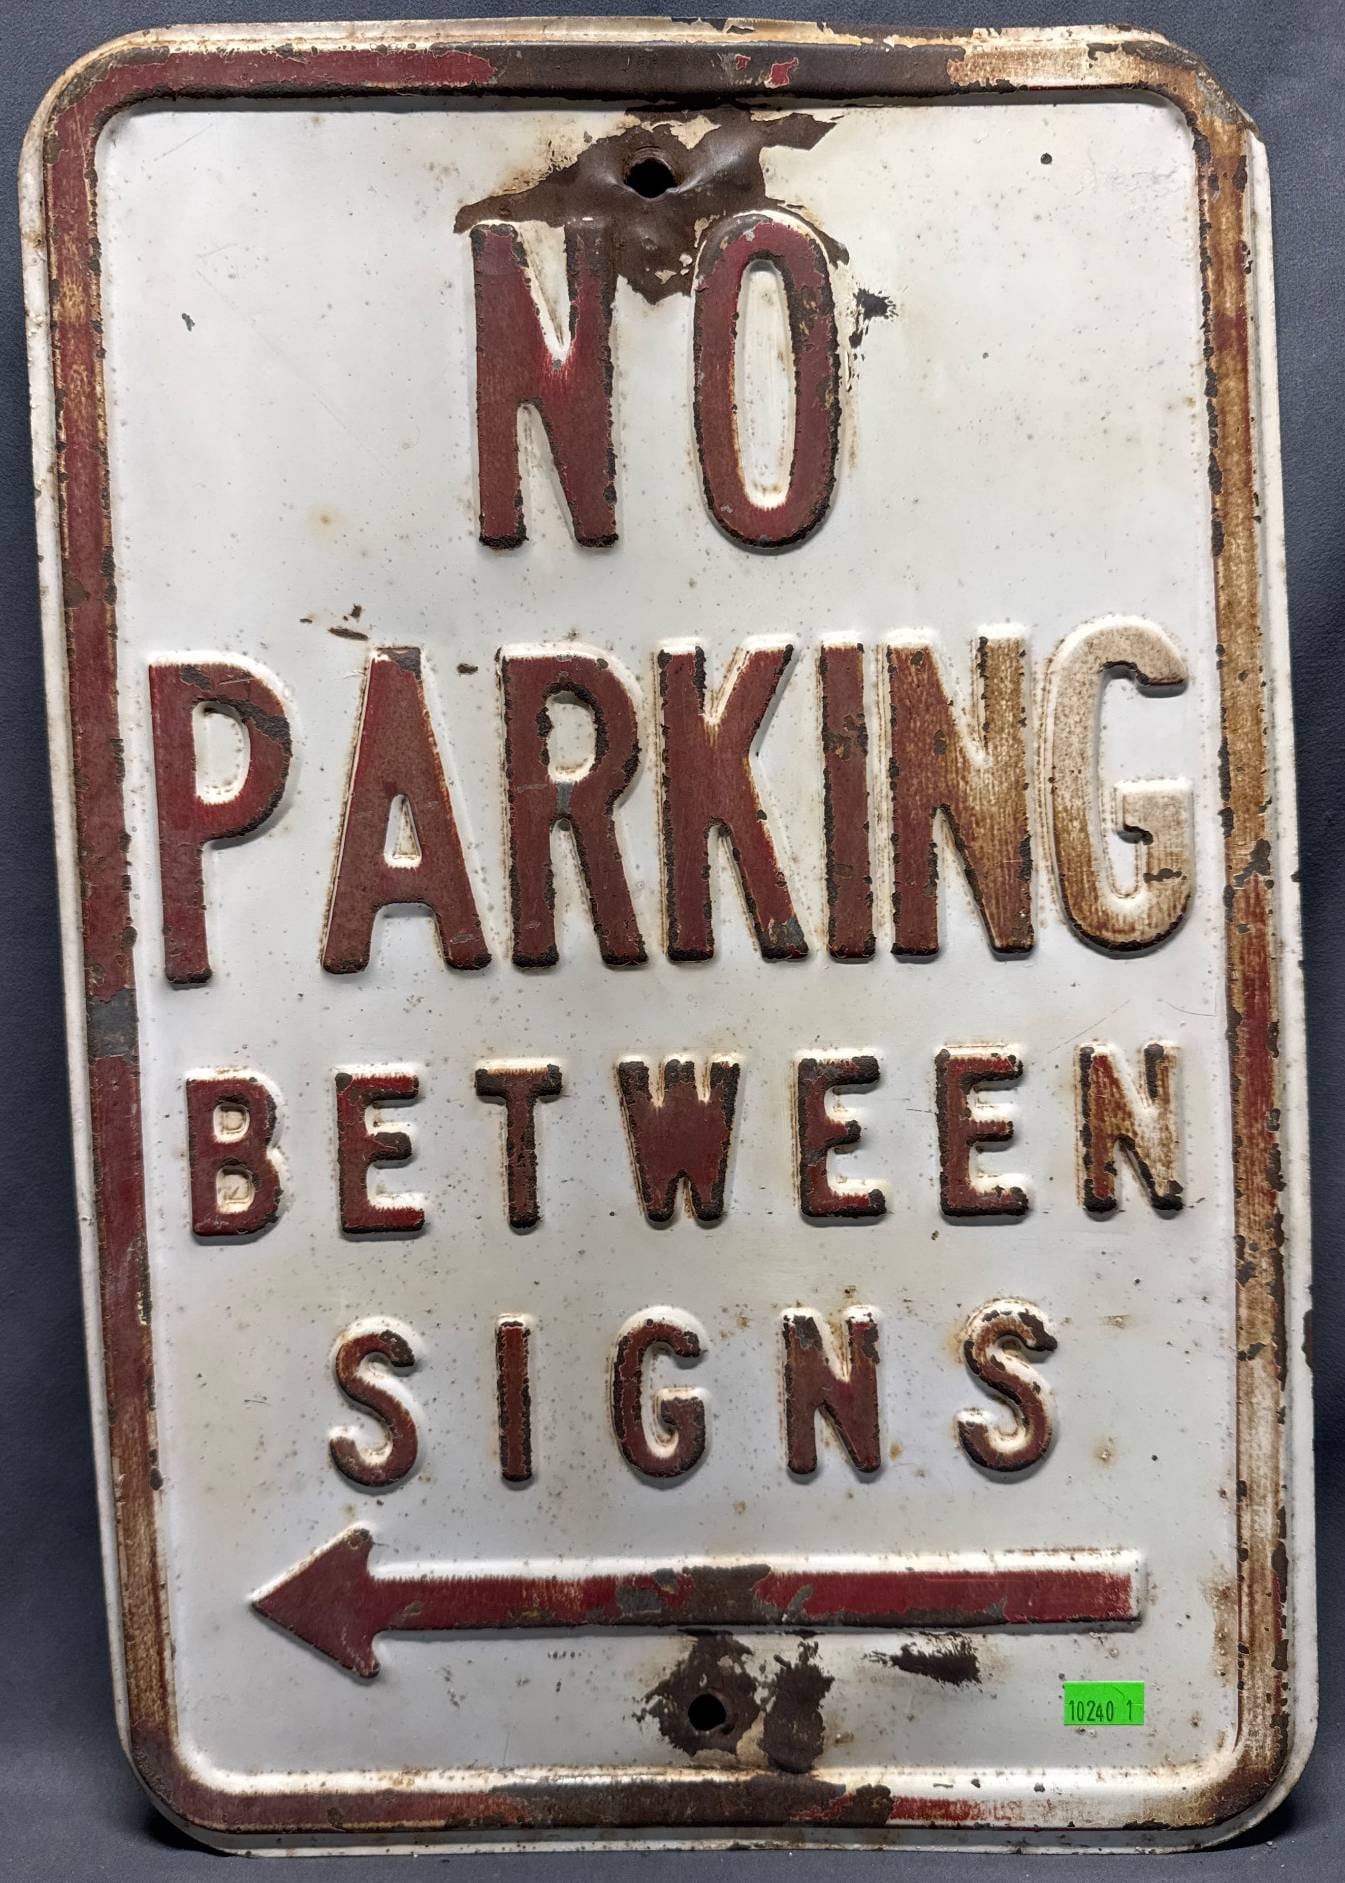 NO
PARKING
BETWEEN
SIGNS
10240 1